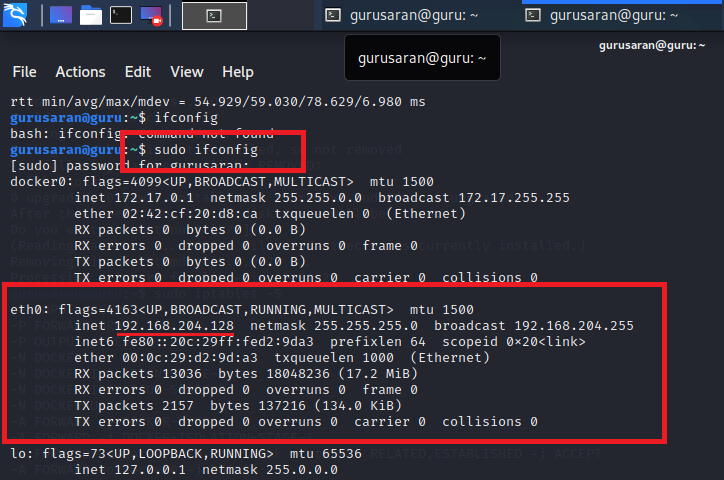 gurusaran@guru: ~
gurusaran@guru: ~
gurusaran@guru: ~
gurusaran@guru: ~
File Actions Edit View Help
rtt min/avg/max/mdev = 54.929/59.030/78.629/6.980 ms
gurusaran@guru:~$ ifconfig
bash: ifconfig: command not found
gurusaran@guru:~$ sudo ifconfig
[sudo] password for gurusaran:
docker0: flags=4099<UP,BROADCAST,MULTICAST> mtu 1500
inet 172.17.0.1 netmask 255.255.0.0 broadcast 172.17.255.255
ether 02:42:cf:20:d8:ca txqueuelen 0 (Ethernet)
RX packets 0 bytes 0 (0.0 B)
RX errors 0 dropped 0 overruns 0 frame 0
TX packets 0 bytes 0 (0.0 B)
TX errors 0 dropped 0 overruns 0 carrier 0 collisions 0
eth0: flags=4163<UP,BROADCAST,RUNNING,MULTICAST> mtu 1500
inet 192.168.204.128 netmask 255.255.255.0 broadcast 192.168.204.255
inet6 fe80::20c:29ff:fed2:9da3 prefixlen 64 scopeid 0×20<link>
ether 00:0c:29:d2:9d:a3 txqueuelen 1000 (Ethernet)
RX packets 13036 bytes 18048236 (17.2 MiB)
RX errors 0 dropped 0 overruns 0 frame 0
TX packets 2157 bytes 137216 (134.0 KiB)
TX errors 0 dropped 0 overruns 0 carrier 0 collisions 0
lo: flags=73<UP,LOOPBACK,RUNNING> mtu 65536
inet 127.0.0.1 netmask 255.0.0.0